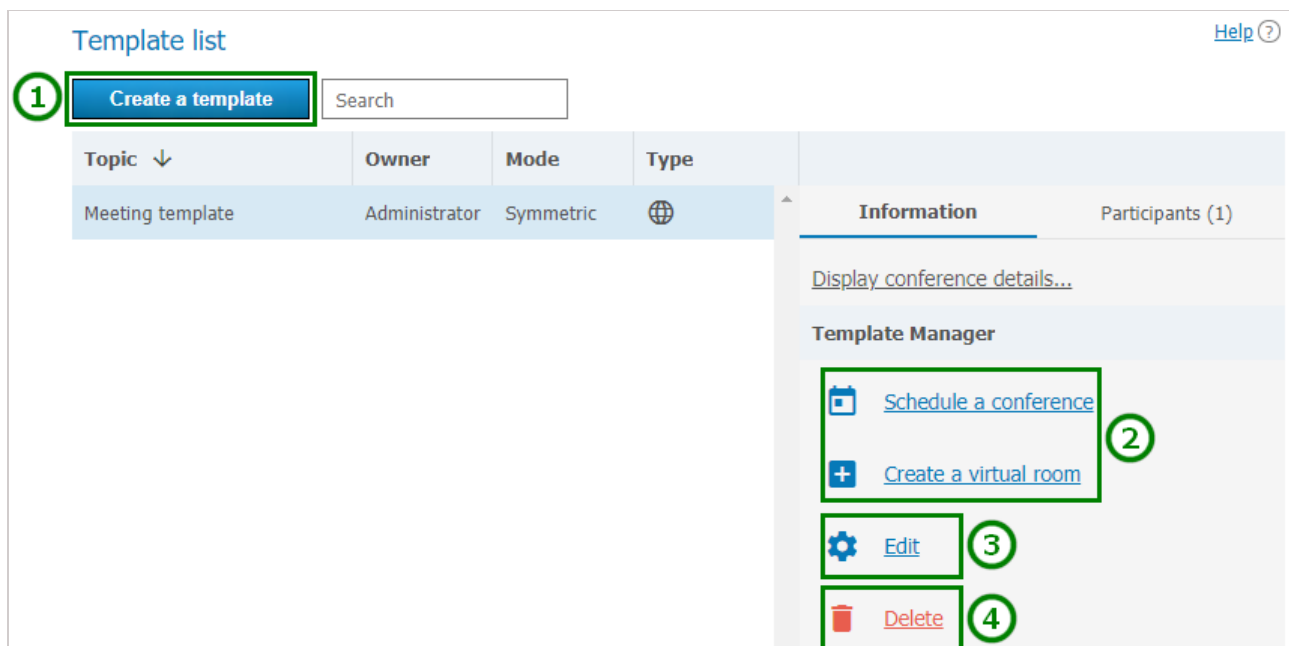 Template list
Help ?
1 Create a template Search
Topic Owner Mode Type
Meeting template Administrator Symmetric
Information Participants (1)
Display conference details...
Template Manager
Schedule a conference
2
Create a virtual room
Edit 3
Delete 4